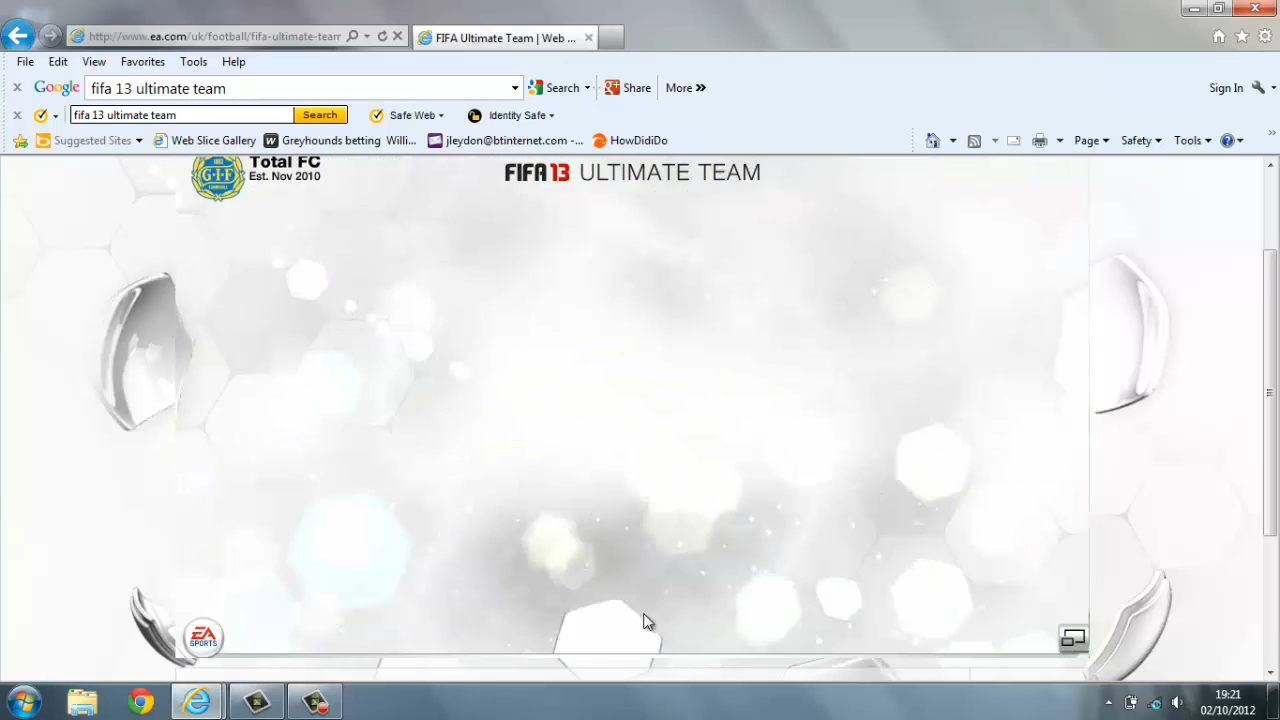 http://www.ea.com/uk/football/fifa-ultimate-team
FIFA Ultimate Team | Web ...
File Edit View Favorites Tools Help
Google fifa 13 ultimate team Search Share More » Sign In
fifa 13 ultimate team Search Safe Web Identity Safe
Suggested Sites Web Slice Gallery Greyhounds betting Willi... jleydon@btinternet.com -... HowDidiDo Page Safety Tools
G.I.F
Total FC
Est. Nov 2010
FIFA 13 ULTIMATE TEAM
EA
SPORTS
19:21
02/10/2012